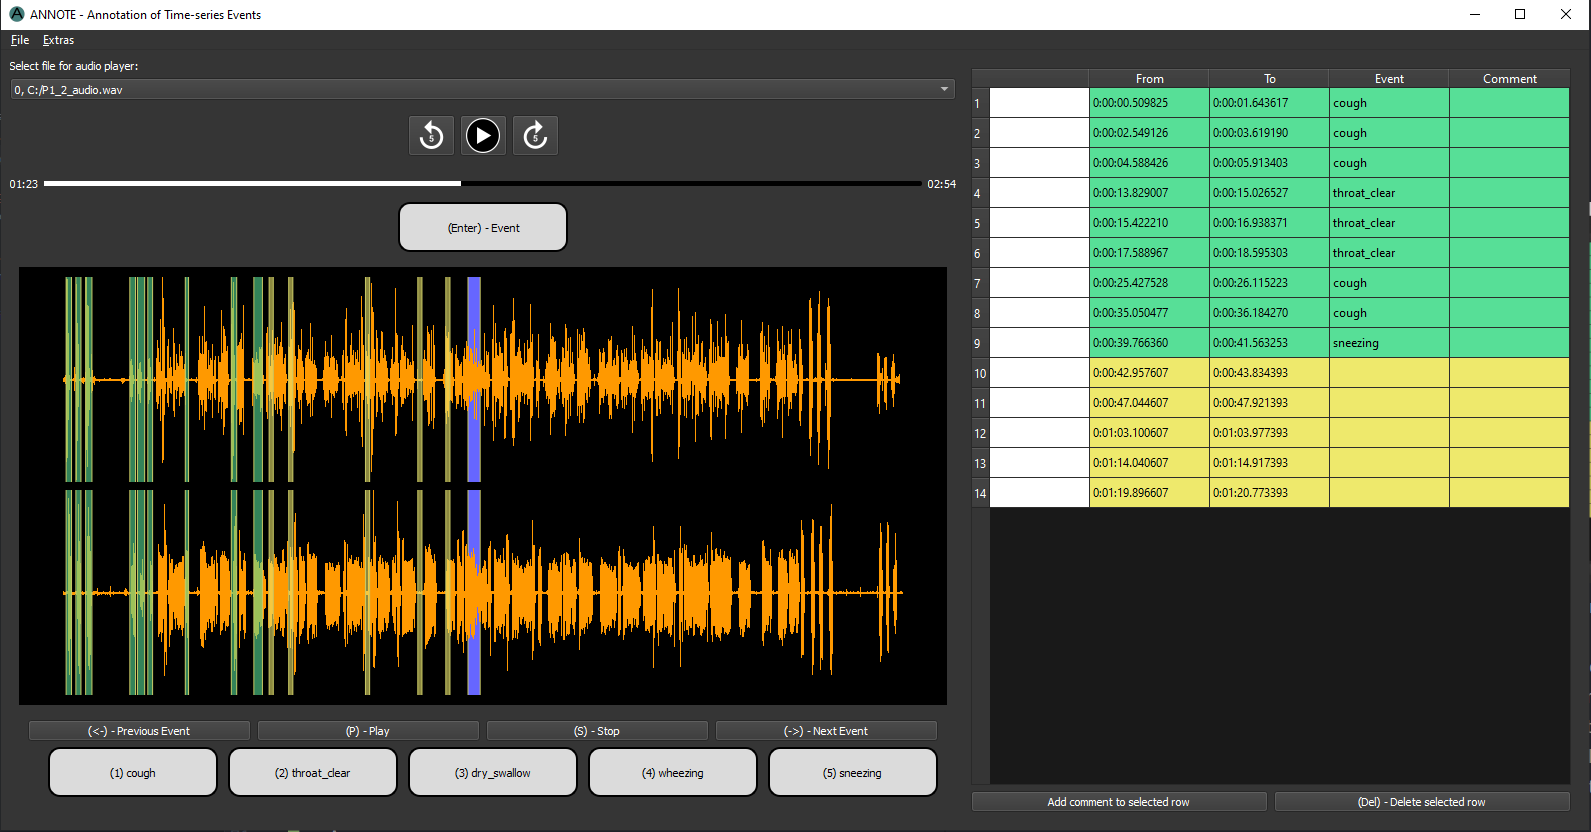 ANNOTE - Annotation of Time-series Events
File Extras
Select file for audio player:
0, C:/P1_2_audio.wav
5 5
01:23 02:54
(Enter) - Event
(<-) - Previous Event (P) - Play (S) - Stop (->) - Next Event
(1) cough (2) throat_clear (3) dry_swallow (4) wheezing (5) sneezing
From To Event Comment
1 0:00:00.509825 0:00:01.643617 cough
2 0:00:02.549126 0:00:03.619190 cough
3 0:00:04.588426 0:00:05.913403 cough
4 0:00:13.829007 0:00:15.026527 throat_clear
5 0:00:15.422210 0:00:16.938371 throat_clear
6 0:00:17.588967 0:00:18.595303 throat_clear
7 0:00:25.427528 0:00:26.115223 cough
8 0:00:35.050477 0:00:36.184270 cough
9 0:00:39.766360 0:00:41.563253 sneezing
10 0:00:42.957607 0:00:43.834393
11 0:00:47.044607 0:00:47.921393
12 0:01:03.100607 0:01:03.977393
13 0:01:14.040607 0:01:14.917393
14 0:01:19.896607 0:01:20.773393
Add comment to selected row (Del) - Delete selected row